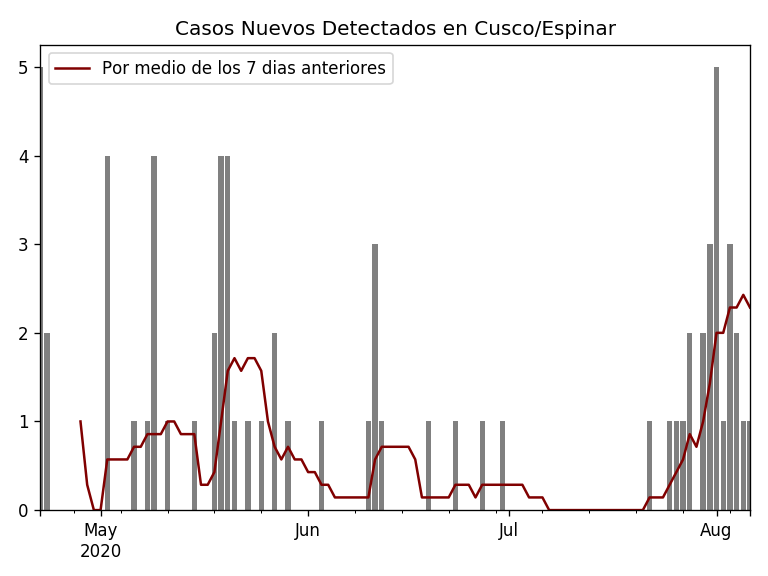 Casos Nuevos Detectados en Cusco/Espinar
Por medio de los 7 dias anteriores
5
4
3
2
1
0
May
2020
Jun
Jul
Aug